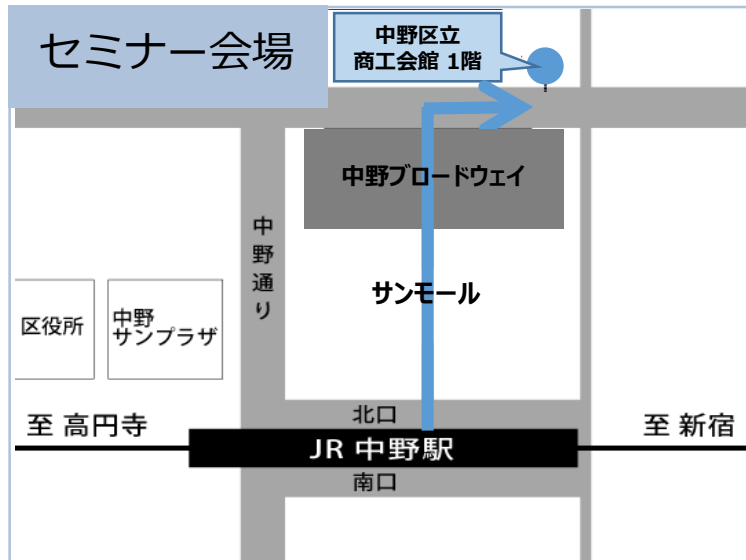 セミナー会場
中野区立
商工会館 1階
中野ブロードウェイ
中野通り
サンモール
区役所
中野
サンプラザ
北口
至 高円寺
JR 中野駅
至 新宿
南口